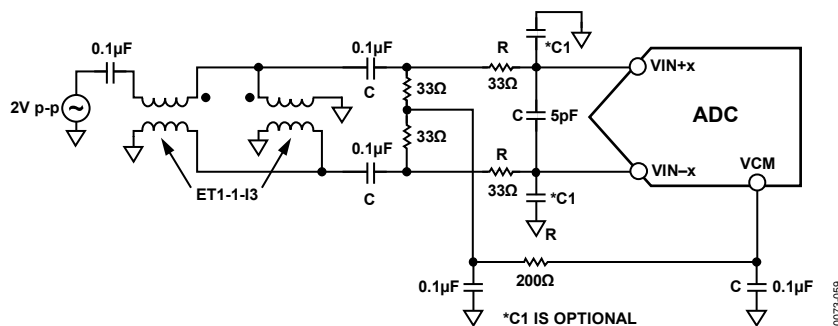 0.1µF
2V p-p
ET1-1-I3
0.1µF
C
0.1µF
C
33Ω
33Ω
R
33Ω
R
33Ω
*C1
C
5pF
*C1
R
VIN+x
ADC
VIN–x
VCM
200Ω
0.1µF
C
0.1µF
*C1 IS OPTIONAL